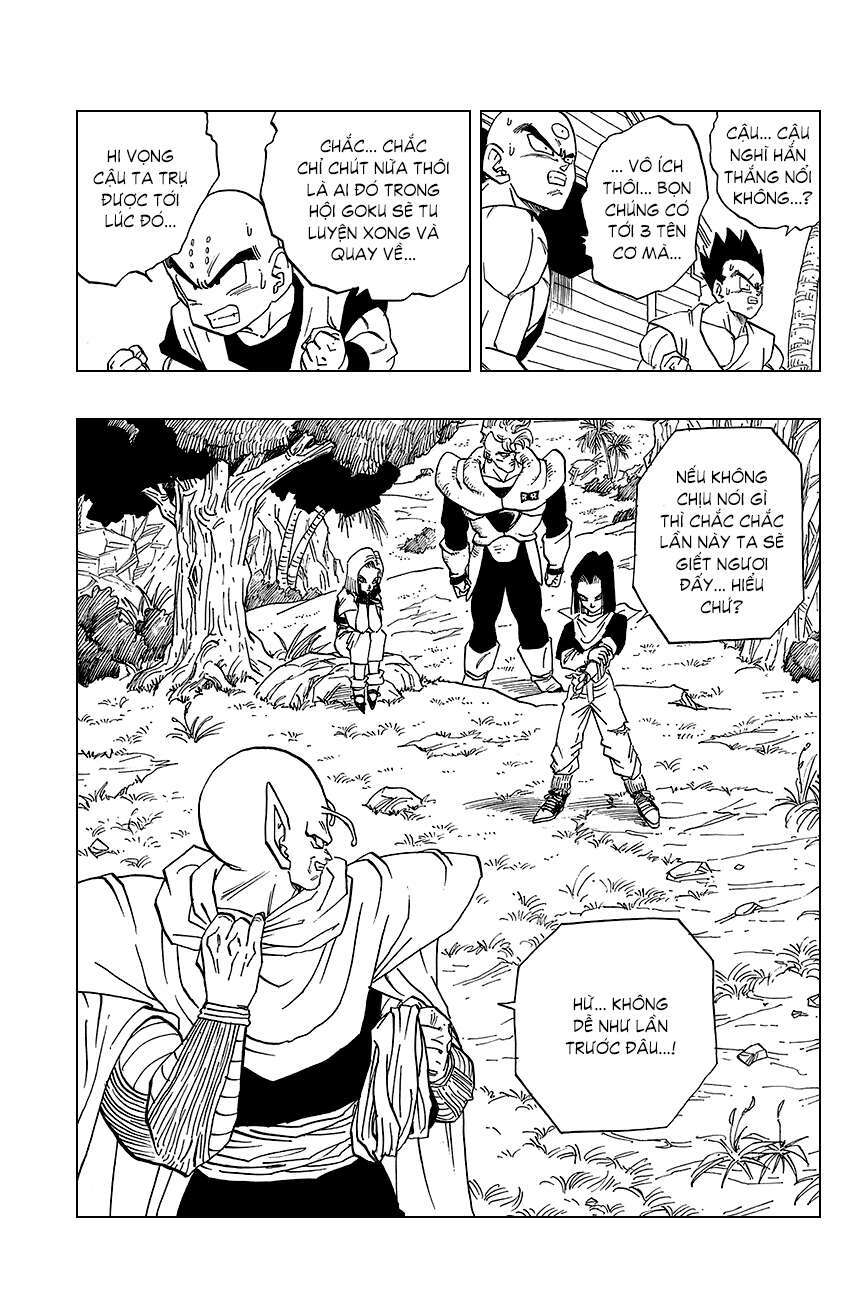 CẬU... CẬU
NGHĨ HẮN
THẮNG NỔI
KHÔNG...?
... VÔ ÍCH
THÔI... BỌN
CHÚNG CÓ
TỚI 3 TÊN
CƠ MÀ...
CHẮC... CHẮC
CHỈ CHÚT NỮA THÔI
LÀ AI ĐÓ TRONG
HỘI GOKU SẼ TU
LUYỆN XONG VÀ
QUAY VỀ...
HI VỌNG
CẬU TA TRỤ
ĐƯỢC TỚI
LÚC ĐÓ...
NẾU KHÔNG
CHỊU NÓI GÌ
THÌ CHẮC CHẮC
LẦN NÀY TA SẼ
GIẾT NGƯƠI
ĐẤY... HIỂU
CHỨ?
RR
HỪ... KHÔNG
DỄ NHƯ LẦN
TRƯỚC ĐÂU...!